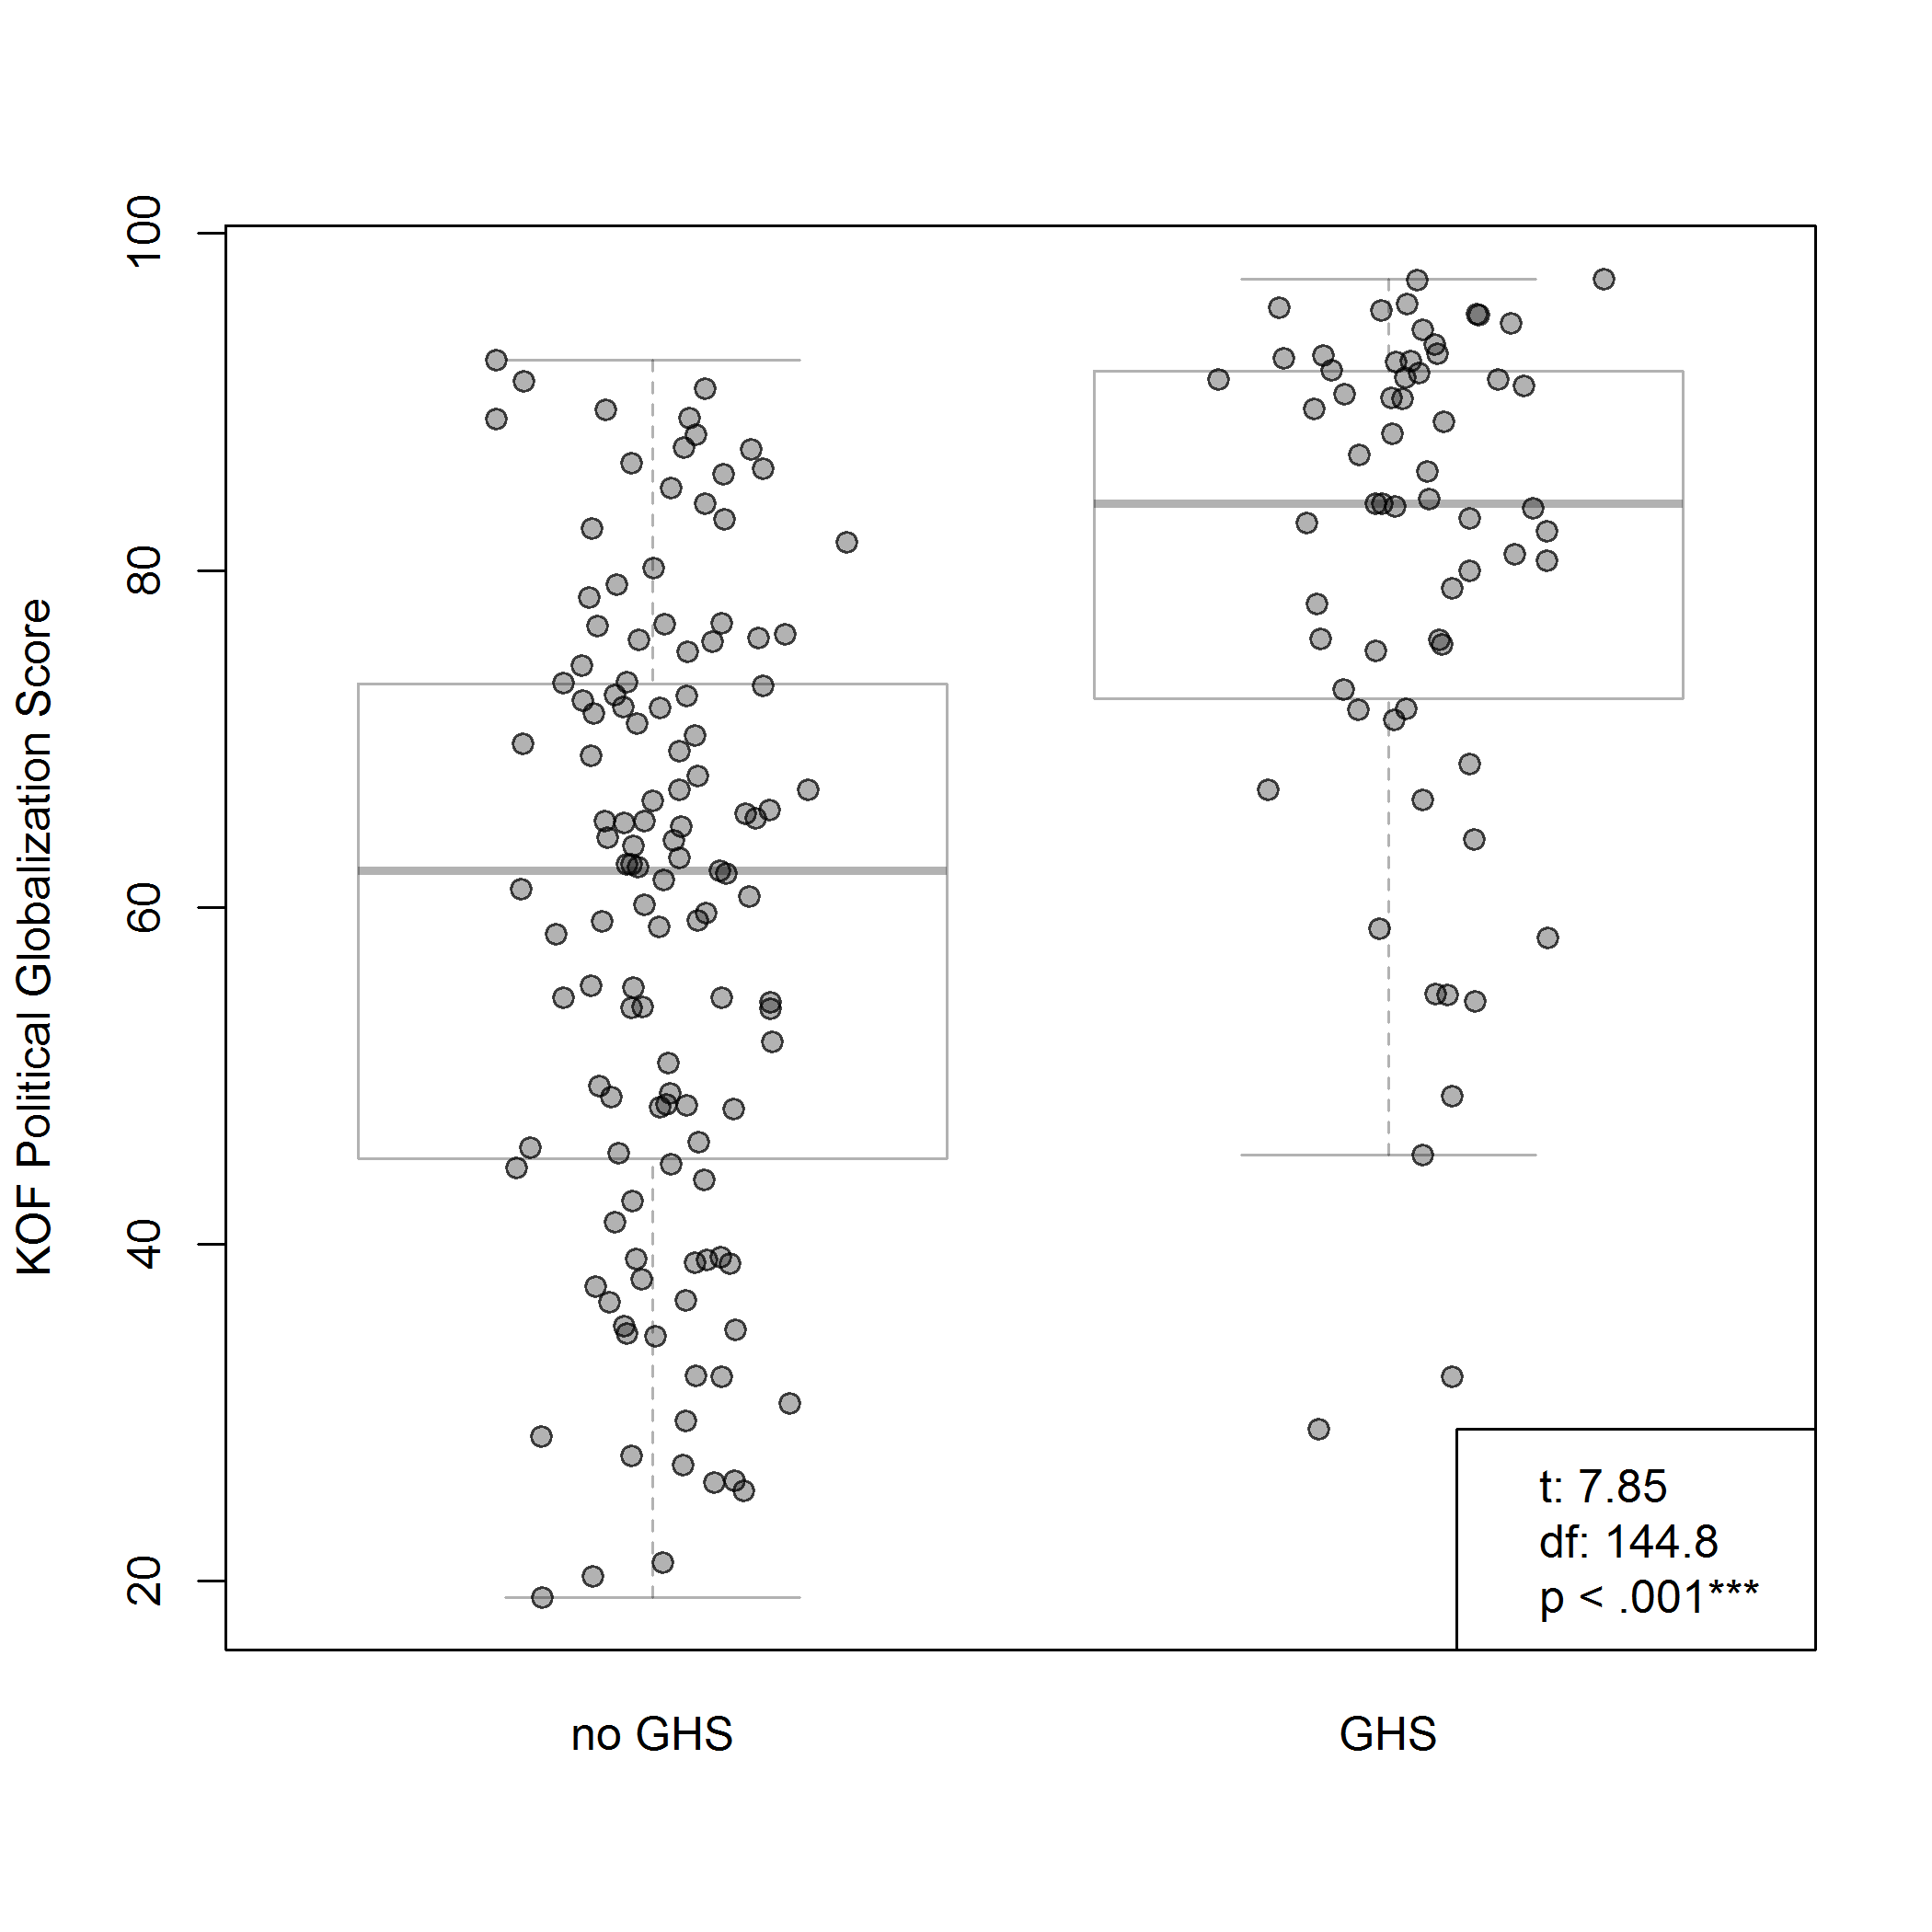 KOF Political Globalization Score
100
80
60
40
20
no GHS
GHS
t: 7.85
df: 144.8
p < .001***